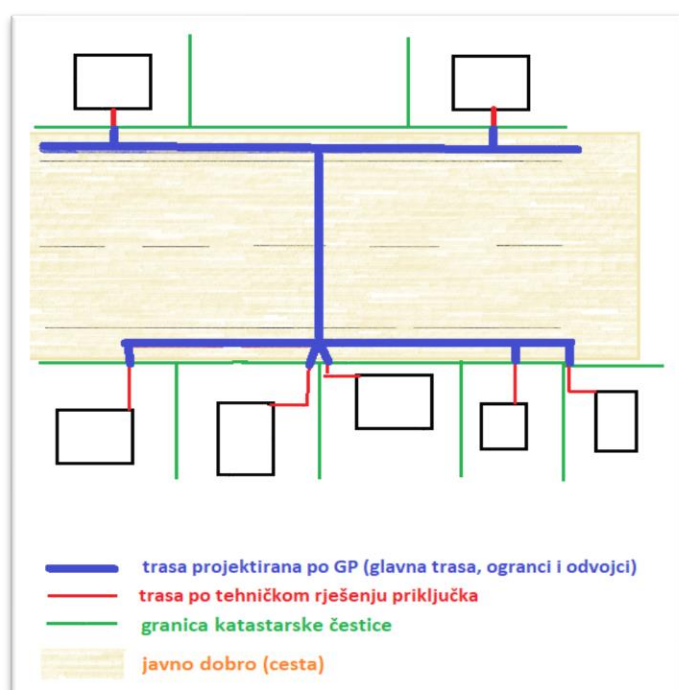 trasa projektirana po GP (glavna trasa, ogranci i odvojci)
trasa po tehničkom rješenju priključka
granica katastarske čestice
javno dobro (cesta)